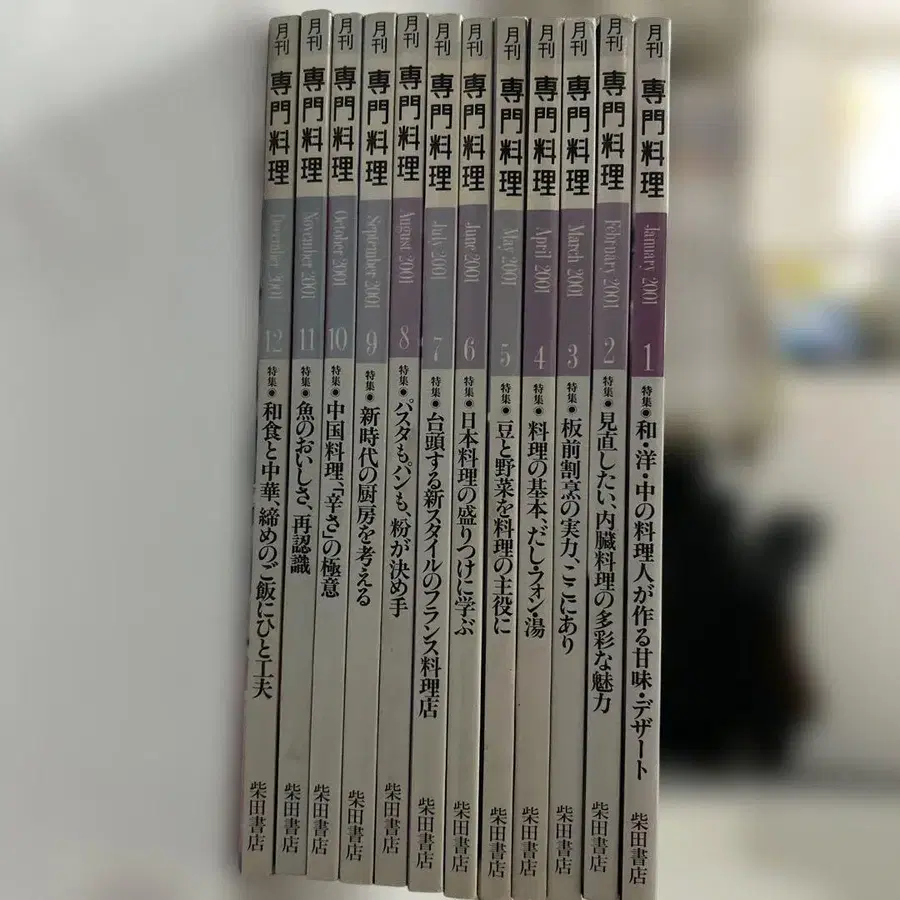 月刊 専門料理 January 2001 1 特集●和・洋・中の料理人が作る甘味・デザート 柴田書店
月刊 専門料理 February 2001 2 特集●見直したい、内臓料理の多彩な魅力 柴田書店
月刊 専門料理 March 2001 3 特集●板前割烹の実力、ここにあり 柴田書店
月刊 専門料理 April 2001 4 特集●料理の基本、だし・フォン・湯 柴田書店
月刊 専門料理 May 2001 5 特集●豆と野菜を料理の主役に 柴田書店
月刊 専門料理 June 2001 6 特集●日本料理の盛りつけに学ぶ 柴田書店
月刊 専門料理 July 2001 7 特集●台頭する新スタイルのフランス料理店 柴田書店
月刊 専門料理 August 2001 8 特集●パスタもパンも、粉が決め手 柴田書店
月刊 専門料理 September 2001 9 特集●新時代の厨房を考える 柴田書店
月刊 専門料理 October 2001 10 特集●中国料理、「辛さ」の極意 柴田書店
月刊 専門料理 November 2001 11 特集●魚のおいしさ、再認識 柴田書店
月刊 専門料理 December 2001 12 特集●和食と中華、締めのご飯にひと工夫 柴田書店